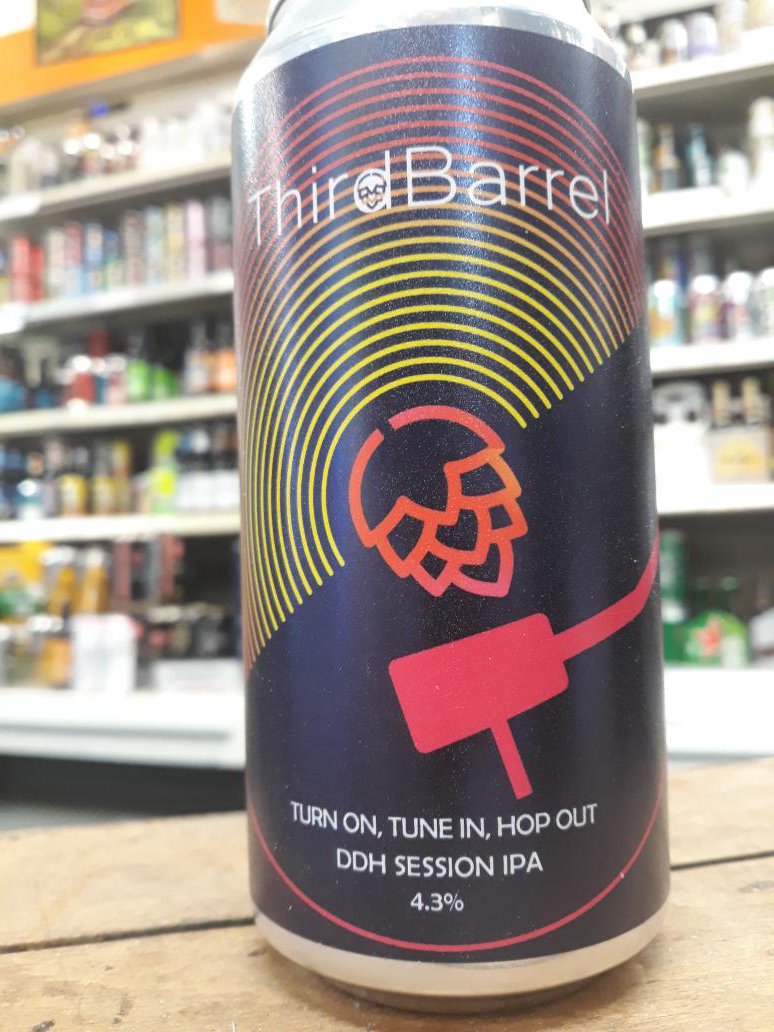 ThirdBarrel
TURN ON, TUNE IN, HOP OUT
DDH SESSION IPA
4.3%